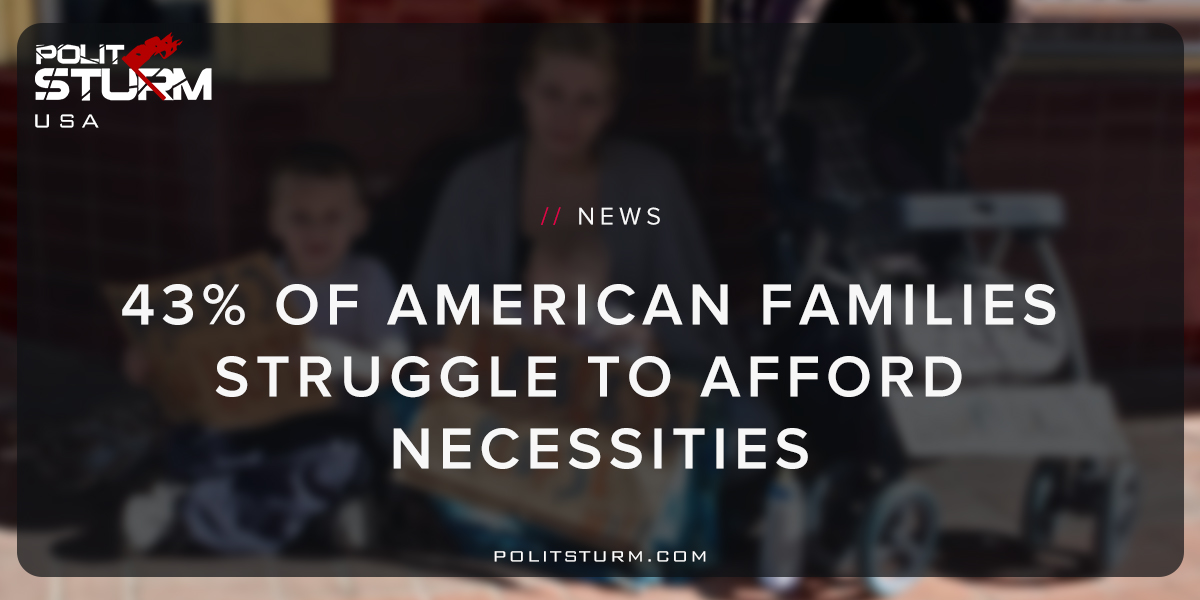 POLIT
STURM
USA
// NEWS
43% OF AMERICAN FAMILIES
STRUGGLE TO AFFORD
NECESSITIES
POLITSTURM.COM